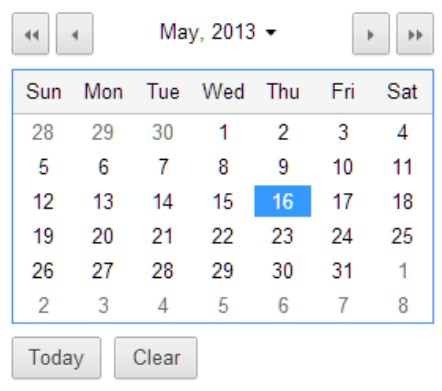 May, 2013
Sun Mon Tue Wed Thu Fri Sat
28 29 30 1 2 3 4
5 6 7 8 9 10 11
12 13 14 15 16 17 18
19 20 21 22 23 24 25
26 27 28 29 30 31 1
2 3 4 5 6 7 8
Today Clear